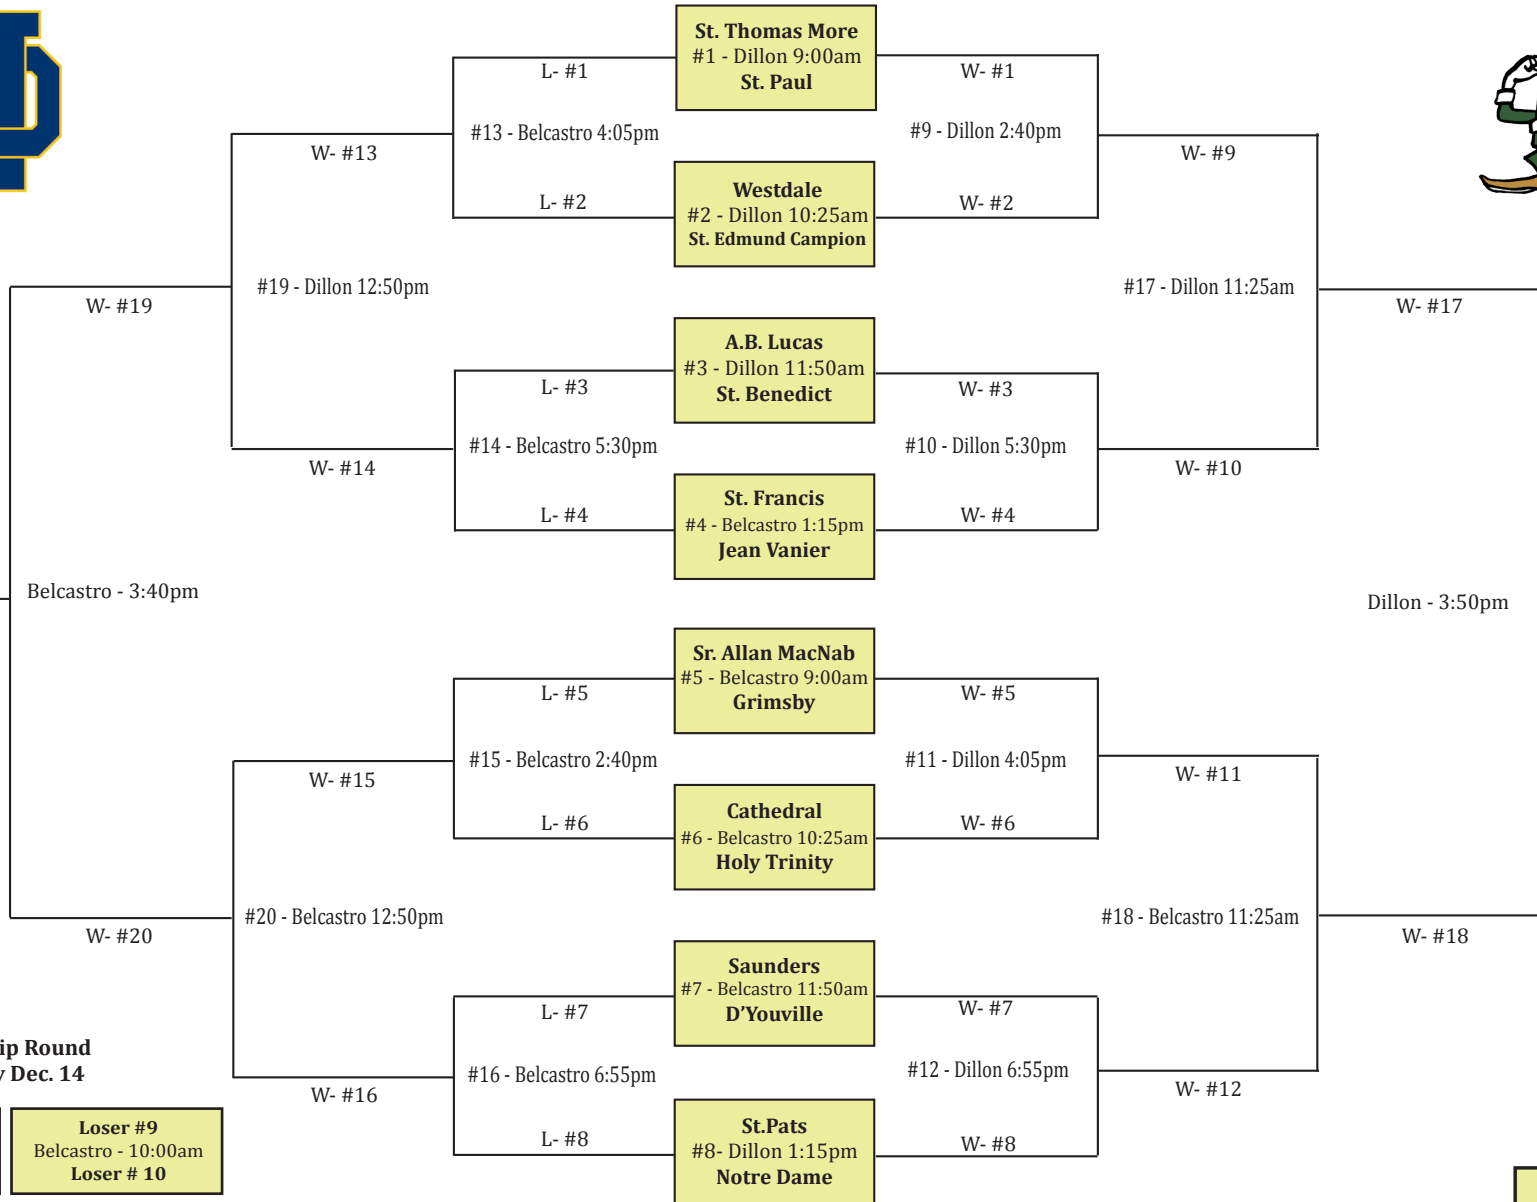 St. Thomas More
#1 - Dillon 9:00am
St. Paul
L- #1
W- #1
#13 - Belcastro 4:05pm
#9 - Dillon 2:40pm
W- #13
W- #9
Westdale
#2 - Dillon 10:25am
St. Edmund Campion
L- #2
W- #2
#19 - Dillon 12:50pm
#17 - Dillon 11:25am
W- #19
W- #17
A.B. Lucas
#3 - Dillon 11:50am
St. Benedict
L- #3
W- #3
#14 - Belcastro 5:30pm
#10 - Dillon 5:30pm
W- #14
W- #10
St. Francis
#4 - Belcastro 1:15pm
Jean Vanier
L- #4
W- #4
Belcastro - 3:40pm
Dillon - 3:50pm
Sr. Allan MacNab
#5 - Belcastro 9:00am
Grimsby
L- #5
W- #5
#15 - Belcastro 2:40pm
#11 - Dillon 4:05pm
W- #15
W- #11
Cathedral
#6 - Belcastro 10:25am
Holy Trinity
L- #6
W- #6
#20 - Belcastro 12:50pm
#18 - Belcastro 11:25am
W- #20
W- #18
Saunders
#7 - Belcastro 11:50am
D'Youville
L- #7
W- #7
ip Round
y Dec. 14
#16 - Belcastro 6:55pm
#12 - Dillon 6:55pm
W- #16
W- #12
St.Pats
#8- Dillon 1:15pm
Notre Dame
L- #8
W- #8
Loser #9
Belcastro - 10:00am
Loser # 10